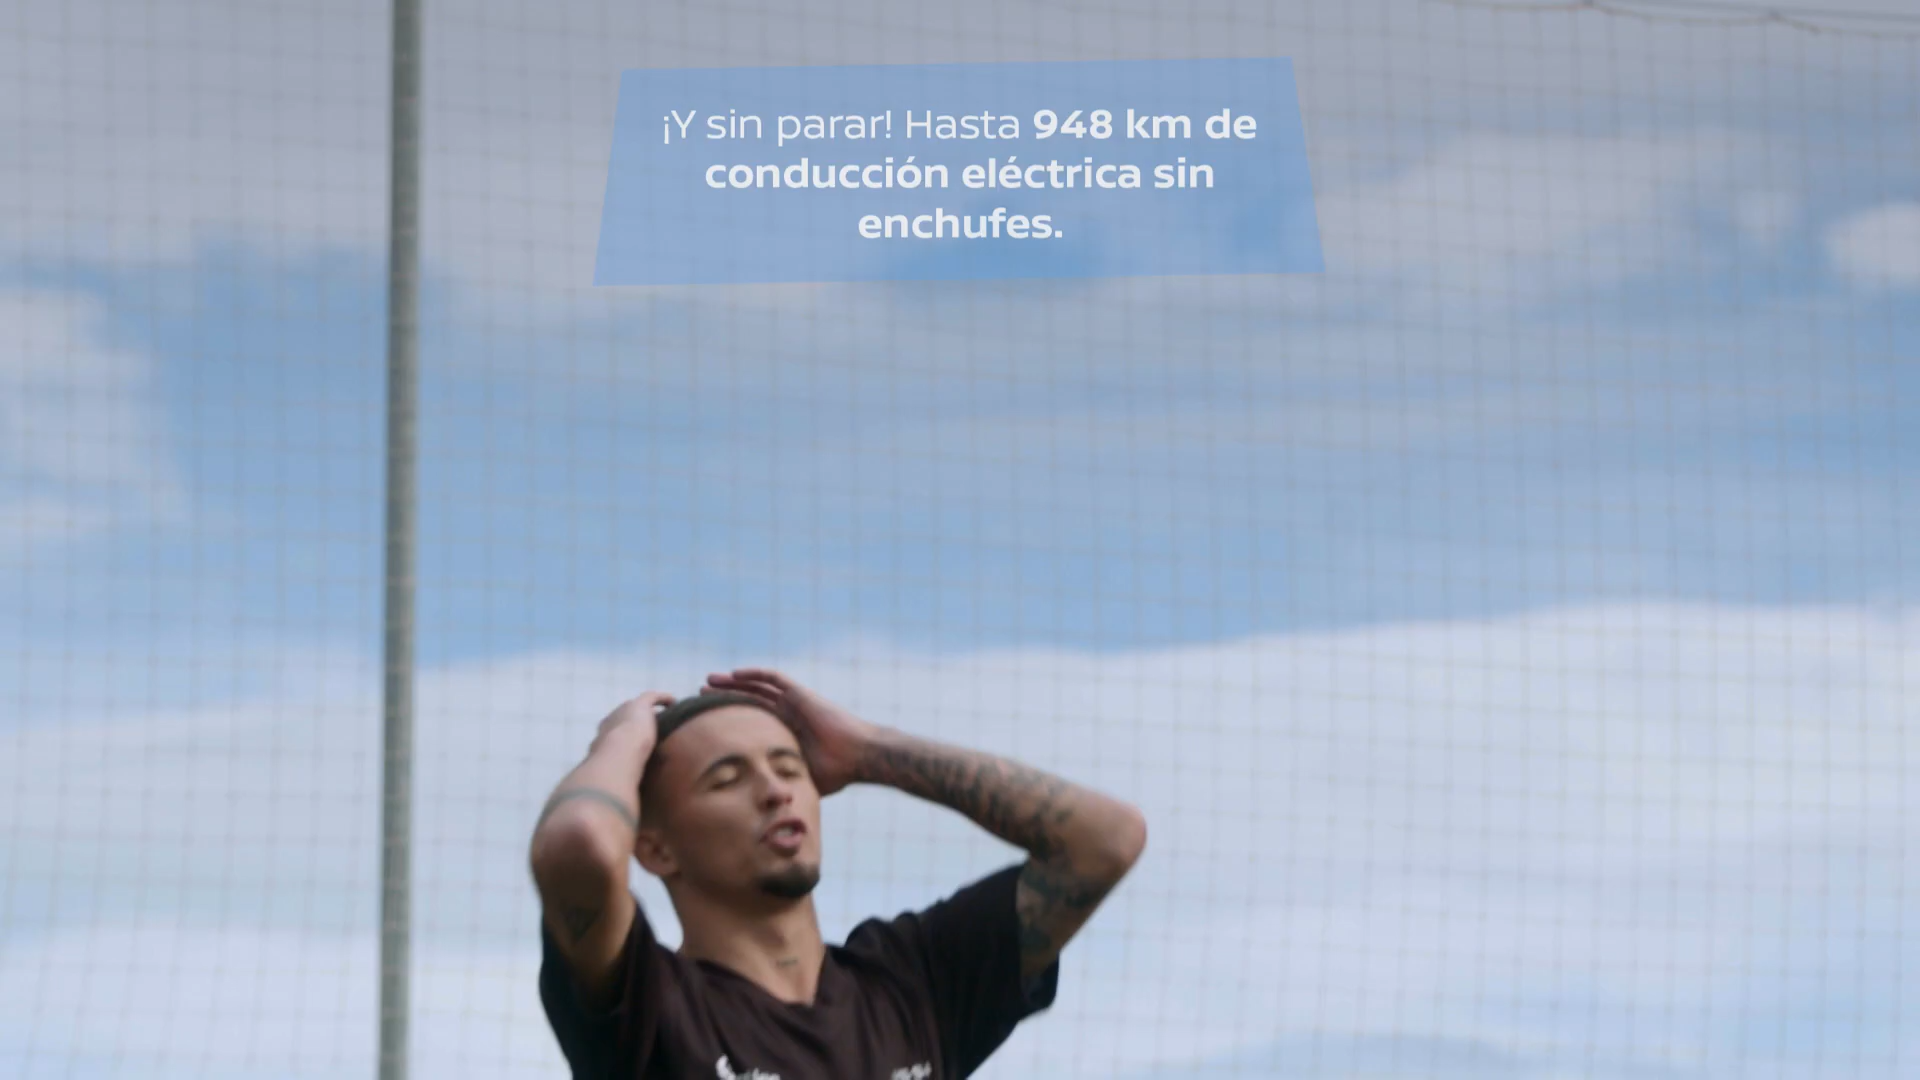 ¡Y sin parar! Hasta 948 km de
conducción eléctrica sin
enchufes.